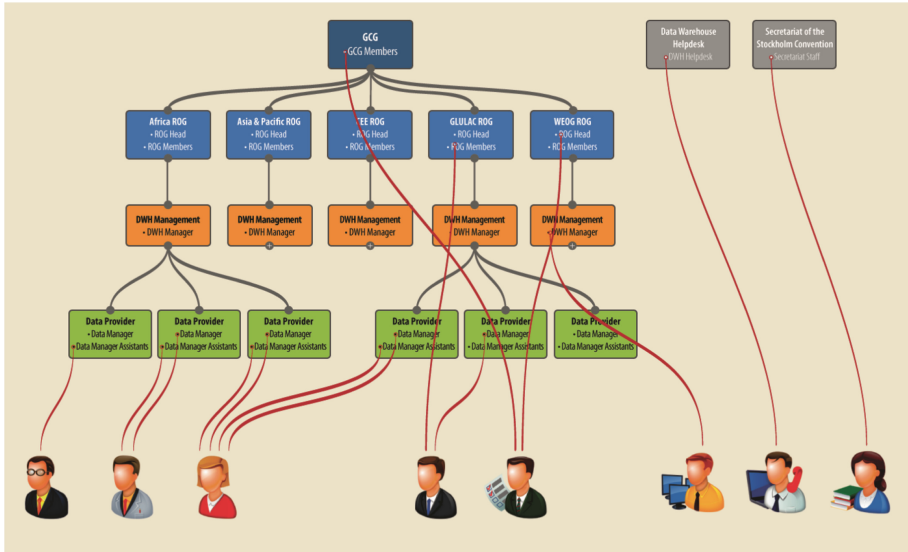 GCG
• GCG Members
Data Warehouse
Helpdesk
• DWH Helpdesk
Secretariat of the
Stockholm Convention
• Secretariat Staff
Africa ROG
• ROG Head
• ROG Members
Asia & Pacific ROG
• ROG Head
• ROG Members
CEE ROG
• ROG Head
• ROG Members
GLULAC ROG
• ROG Head
• ROG Members
WEOG ROG
• ROG Head
• ROG Members
DWH Management
• DWH Manager
DWH Management
• DWH Manager
DWH Management
• DWH Manager
DWH Management
• DWH Manager
DWH Management
• DWH Manager
Data Provider
• Data Manager
• Data Manager Assistants
Data Provider
• Data Manager
• Data Manager Assistants
Data Provider
• Data Manager
• Data Manager Assistants
Data Provider
• Data Manager
• Data Manager Assistants
Data Provider
• Data Manager
• Data Manager Assistants
Data Provider
• Data Manager
• Data Manager Assistants